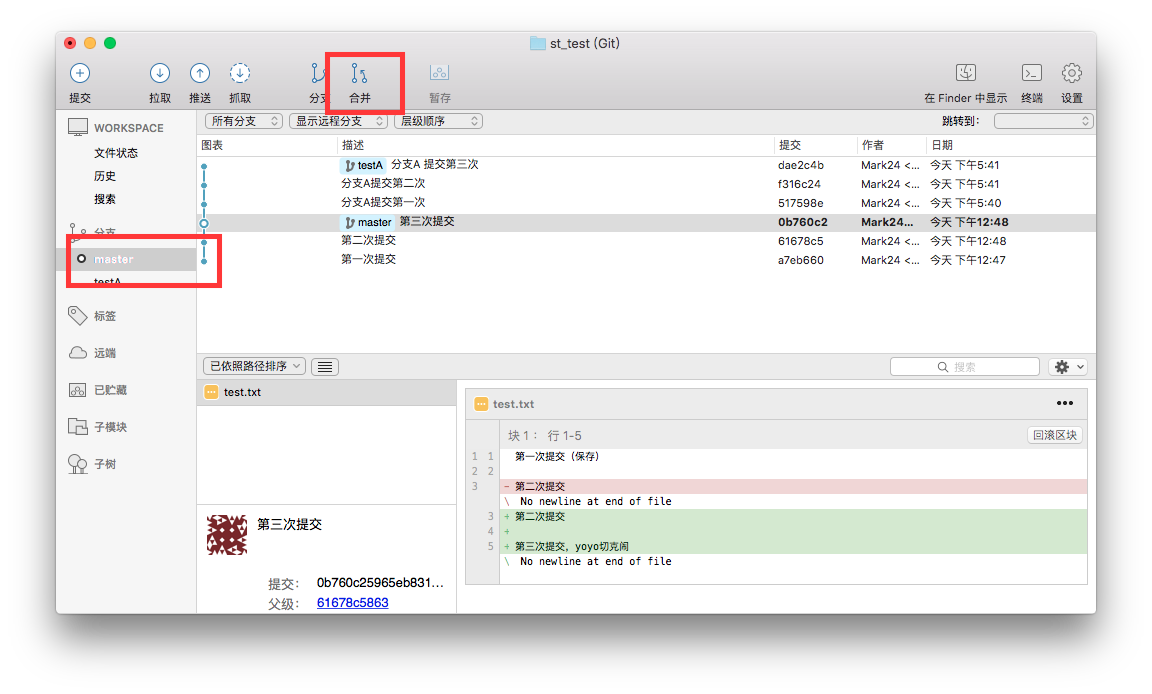 st_test (Git)
提交 拉取 推送 抓取 分支 合并 暂存 在 Finder 中显示 终端 设置
所有分支 显示远程分支 层级顺序 跳转到:
WORKSPACE
文件状态
历史
搜索
分支
master
testA
标签
远端
已贮藏
子模块
子树
图表 描述 提交 作者 日期
testA 分支A 提交第三次 dae2c4b Mark24 <... 今天 下午5:41
分支A提交第二次 f316c24 Mark24 <... 今天 下午5:41
分支A提交第一次 517598e Mark24 <... 今天 下午5:40
master 第三次提交 0b760c2 Mark24... 今天 下午12:48
第二次提交 61678c5 Mark24 <... 今天 下午12:48
第一次提交 a7eb660 Mark24 <... 今天 下午12:47
已依照路径排序 搜索
test.txt
第三次提交
提交: 0b760c25965eb831...
父级: 61678c5863
test.txt
块 1： 行 1-5 回滚区块
1 1 第一次提交（保存）
2 2
3 - 第二次提交
\ No newline at end of file
3 + 第二次提交
4 +
5 + 第三次提交，yoyo切克闹
\ No newline at end of file